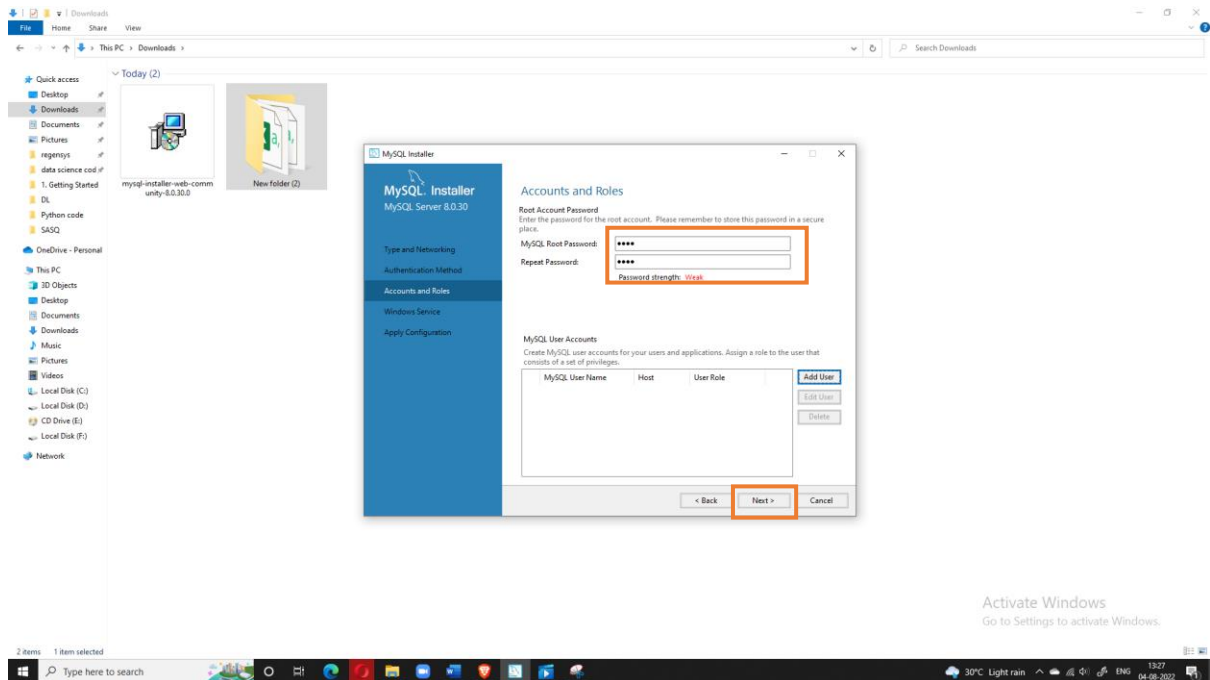 Downloads
File Home Share View
This PC > Downloads >
Search Downloads
Quick access
Desktop
Downloads
Documents
Pictures
regensys
data science cod
1. Getting Started
DL
Python code
SASQ
OneDrive - Personal
This PC
3D Objects
Desktop
Documents
Downloads
Music
Pictures
Videos
Local Disk (C:)
Local Disk (D:)
CD Drive (E:)
Local Disk (F:)
Network
Today (2)
mysql-installer-web-comm
unity-8.0.30.0
New folder (2)
MySQL Installer
MySQL. Installer
MySQL Server 8.0.30
Type and Networking
Authentication Method
Accounts and Roles
Windows Service
Apply Configuration
Accounts and Roles
Root Account Password
Enter the password for the root account. Please remember to store this password in a secure
place.
MySQL Root Password: ••••
Repeat Password: ••••
Password strength: Weak
MySQL User Accounts
Create MySQL user accounts for your users and applications. Assign a role to the user that
consists of a set of privileges.
MySQL User Name Host User Role
Add User
Edit User
Delete
< Back Next > Cancel
Activate Windows
Go to Settings to activate Windows.
2 items 1 item selected
Type here to search
30°C Light rain ENG 13:27
04-08-2022